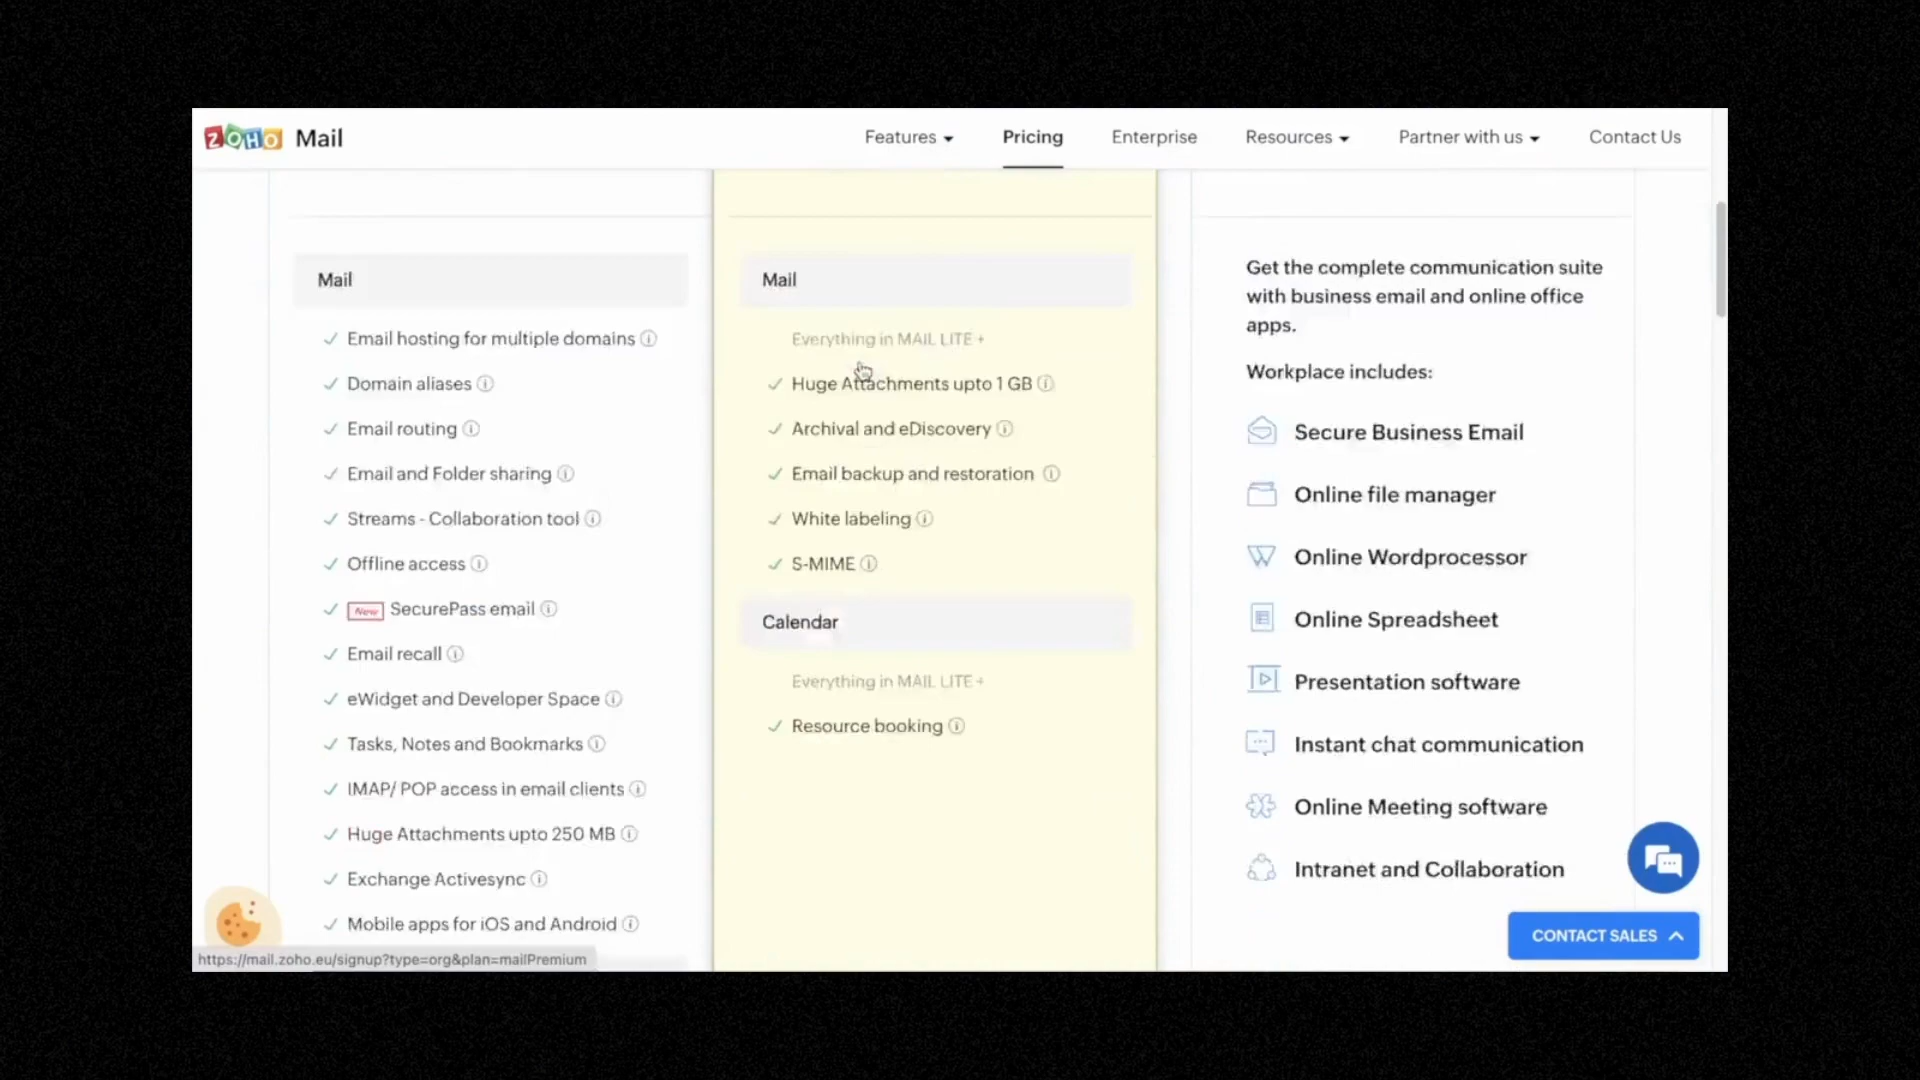 ZOHO Mail
Features
Pricing
Enterprise
Resources
Partner with us
Contact Us
Mail
Email hosting for multiple domains
Domain aliases
Email routing
Email and Folder sharing
Streams - Collaboration tool
Offline access
New SecurePass email
Email recall
eWidget and Developer Space
Tasks, Notes and Bookmarks
IMAP/ POP access in email clients
Huge Attachments upto 250 MB
Exchange Activesync
Mobile apps for iOS and Android
Mail
Everything in MAIL LITE +
Huge Attachments upto 1 GB
Archival and eDiscovery
Email backup and restoration
White labeling
S-MIME
Calendar
Everything in MAIL LITE +
Resource booking
Get the complete communication suite
with business email and online office
apps.
Workplace includes:
Secure Business Email
Online file manager
Online Wordprocessor
Online Spreadsheet
Presentation software
Instant chat communication
Online Meeting software
Intranet and Collaboration
CONTACT SALES
https://mail.zoho.eu/signup?type=org&plan=mailPremium